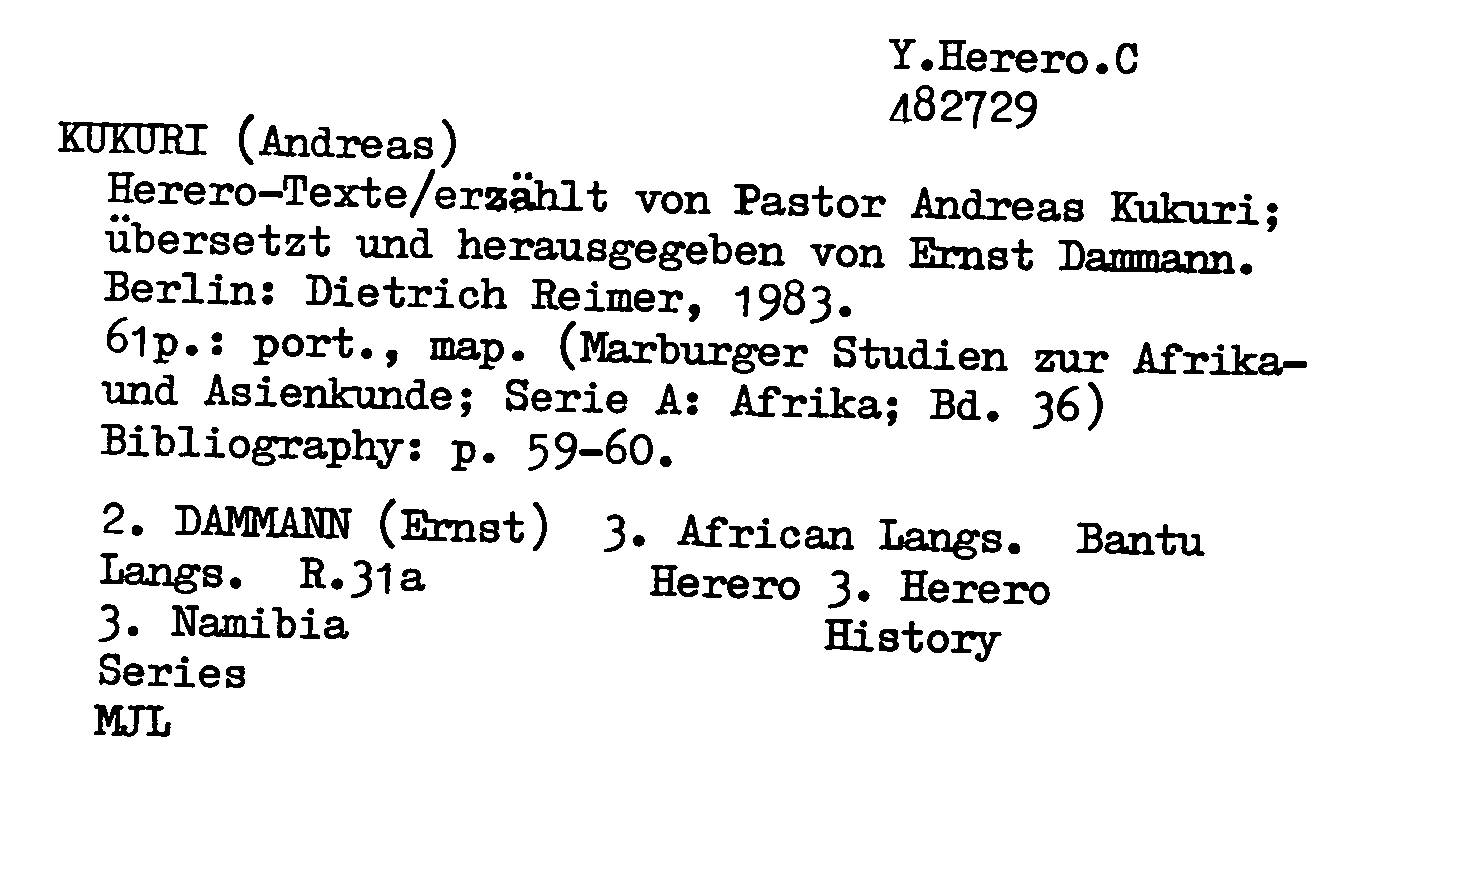 Y.Herero.C
482729
KUKURI (Andreas)
Herero-Texte/erzählt von Pastor Andreas Kukuri;
übersetzt und herausgegeben von Ernst Dammann.
Berlin: Dietrich Reimer, 1983.
61p.: port., map. (Marburger Studien zur Afrika-
und Asienkunde; Serie A: Afrika; Bd. 36)
Bibliography: p. 59-60.
2. DAMMANN (Ernst) 3. African Langs. Bantu
Langs. R.31a Herero 3. Herero
3. Namibia History
Series
MJL